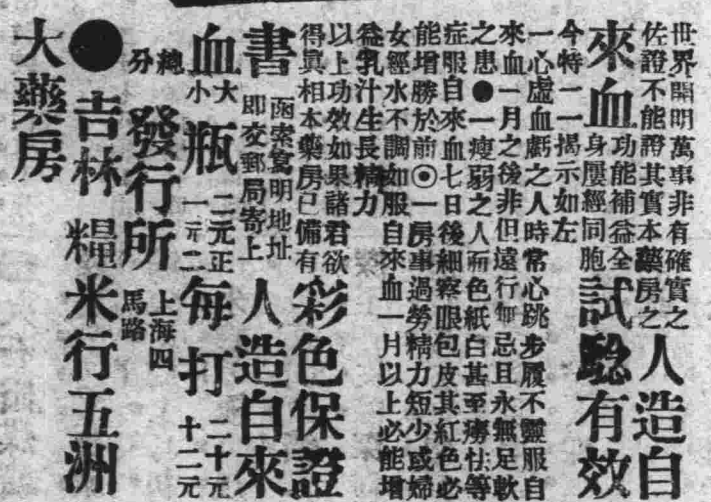 世界開明萬事非有確實之
佐證不能證其實本藥房之人造自
來血功能補益全身屢經同胞試驗有效
今特一一揭示如左
一心虛血虧之人時常心跳步履不靈服自
來血一月之後非但遠行無忌且永無足軟
之患●一瘦弱之人面色紙白甚至癆怯等
症服自來血七日後細察眼包皮其紅色必
能增勝於前◉一房事過勞精力短少或婦
女經水不調如服自來血一月以上必能增
益乳汁生長精力
以上功效如果諸君欲
得眞相本藥房已備有彩色保證
書函索寫明地址即交郵局寄上人造自來
血大瓶二元正小瓶一元二每打二十元十二元
總分發行所上海四馬路
●吉林糧米行五洲
大藥房